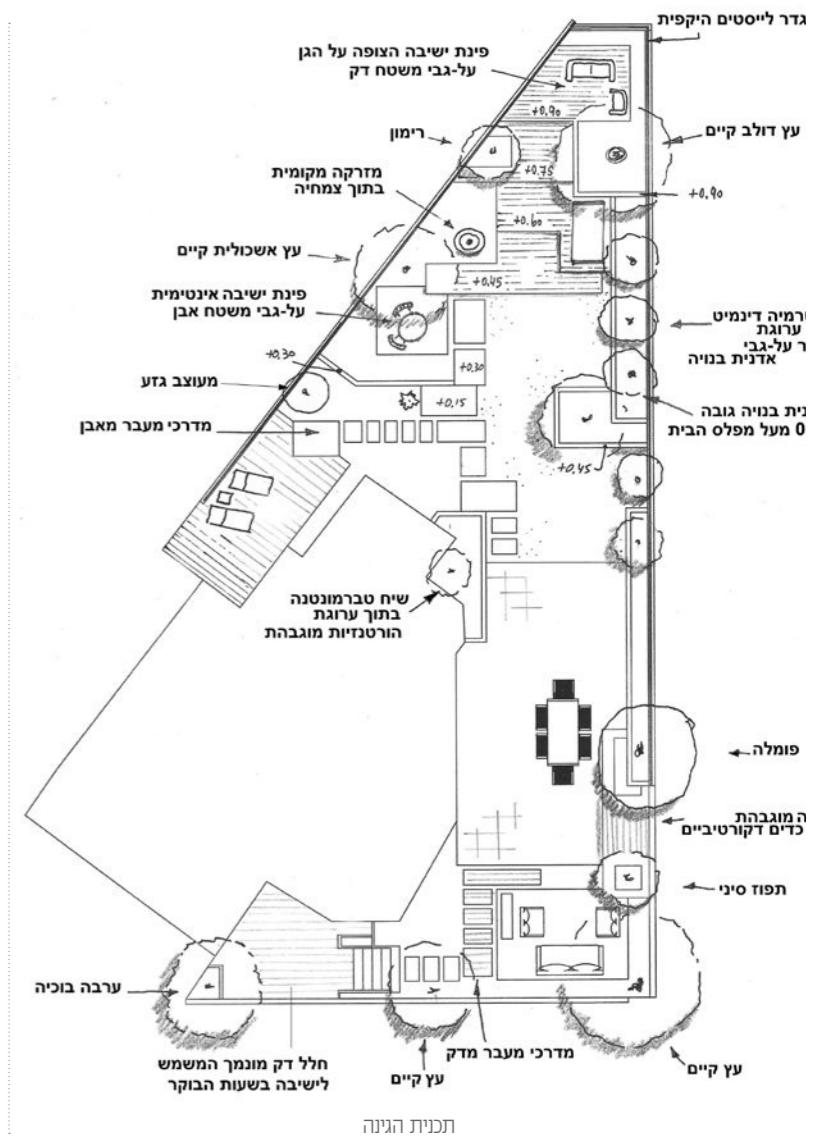 גדר לייסטים היקפית
פינת ישיבה הצופה על הגן
על-גבי משטח דק
+0.90
רימון
עץ דולב קיים
+0.75
מזרקה מקומית
בתוך צמחיה
+0.90
+0.60
עץ אשכולית קיים
+0.45
פינת ישיבה אינטימית
על-גבי משטח אבן
דינמיט
ערוגת
על-גבי
אדנית בנויה
+0.30
+0.30
מעוצב גזע
+0.15
בנויה גובה
מעל מפלס הבית
מדרכי מעבר מאבן
+0.45
שיח טברמונטנה
בתוך ערוגת
הורטנזיות מוגבהת
פומלה
מוגבהת
כדים דקורטיביים
תפוז סיני
ערבה בוכיה
מדרכי מעבר מדק
חלל דק מונמך המשמש
לישיבה בשעות הבוקר
עץ קיים
עץ קיים
תכנית הגינה